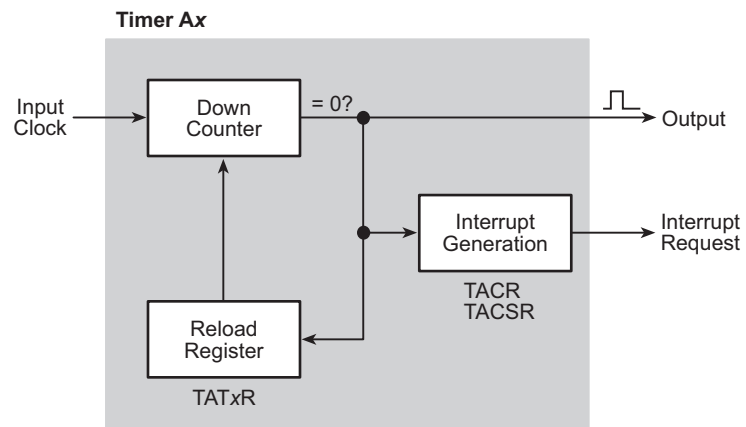 Timer Ax
Input
Clock
Down
Counter
= 0?
Output
Interrupt
Generation
Interrupt
Request
TACR
TACSR
Reload
Register
TATxR